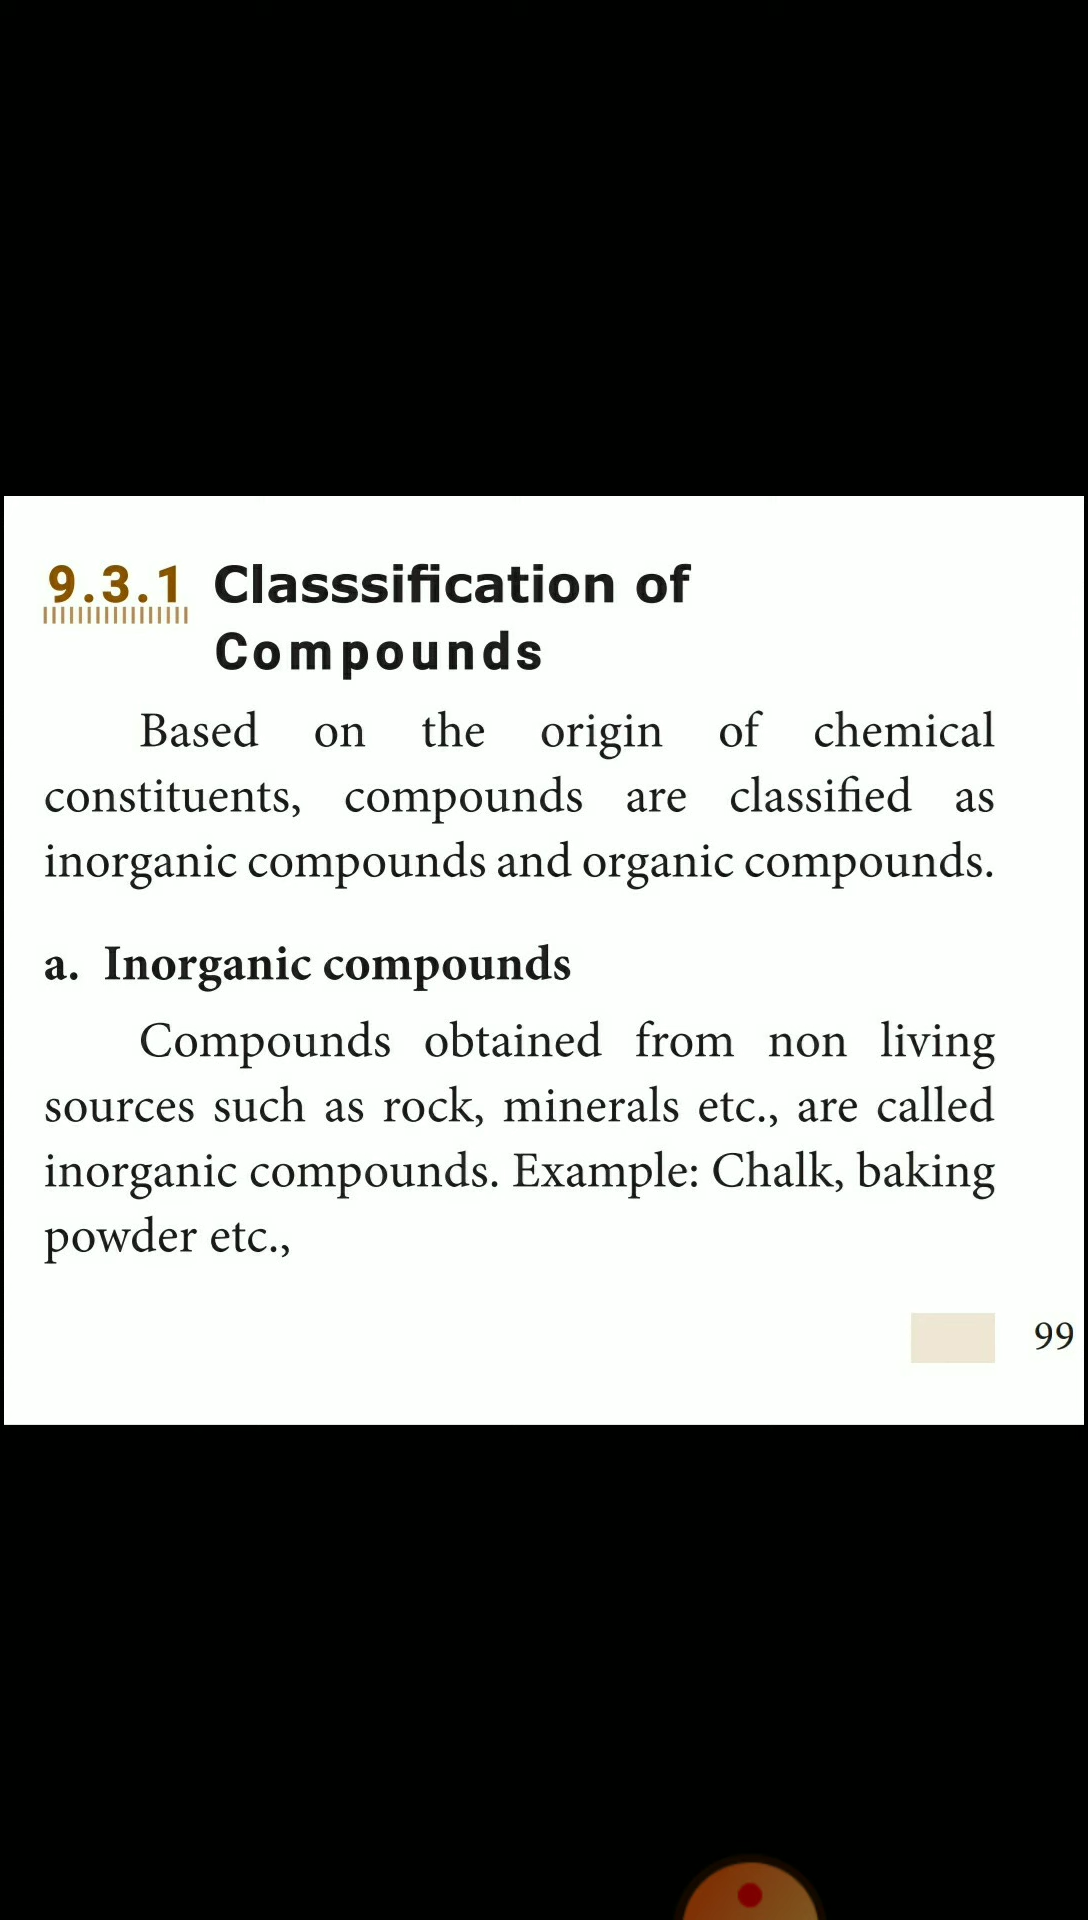 9.3.1 Classsification of
Compounds
Based on the origin of chemical
constituents, compounds are classified as
inorganic compounds and organic compounds.
a. Inorganic compounds
Compounds obtained from non living
sources such as rock, minerals etc., are called
inorganic compounds. Example: Chalk, baking
powder etc.,
99